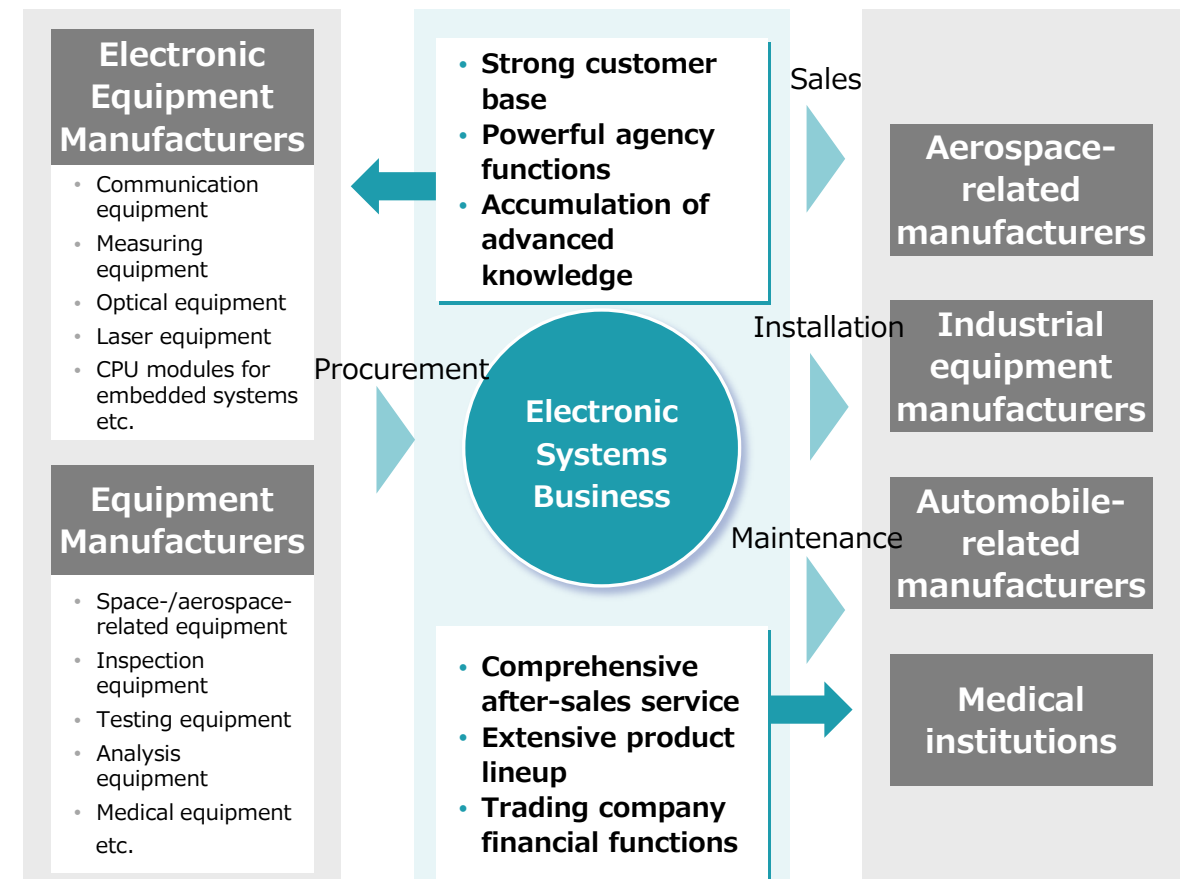 Electronic
Equipment
Manufacturers
• Communication
equipment
• Measuring
equipment
• Optical equipment
• Laser equipment
• CPU modules for
embedded systems
etc.
Equipment
Manufacturers
• Space-/aerospace-
related equipment
• Inspection
equipment
• Testing equipment
• Analysis
equipment
• Medical equipment
etc.
Procurement
• Strong customer
base
• Powerful agency
functions
• Accumulation of
advanced
knowledge
Electronic
Systems
Business
• Comprehensive
after-sales service
• Extensive product
lineup
• Trading company
financial functions
Sales
Installation
Maintenance
Aerospace-
related
manufacturers
Industrial
equipment
manufacturers
Automobile-
related
manufacturers
Medical
institutions